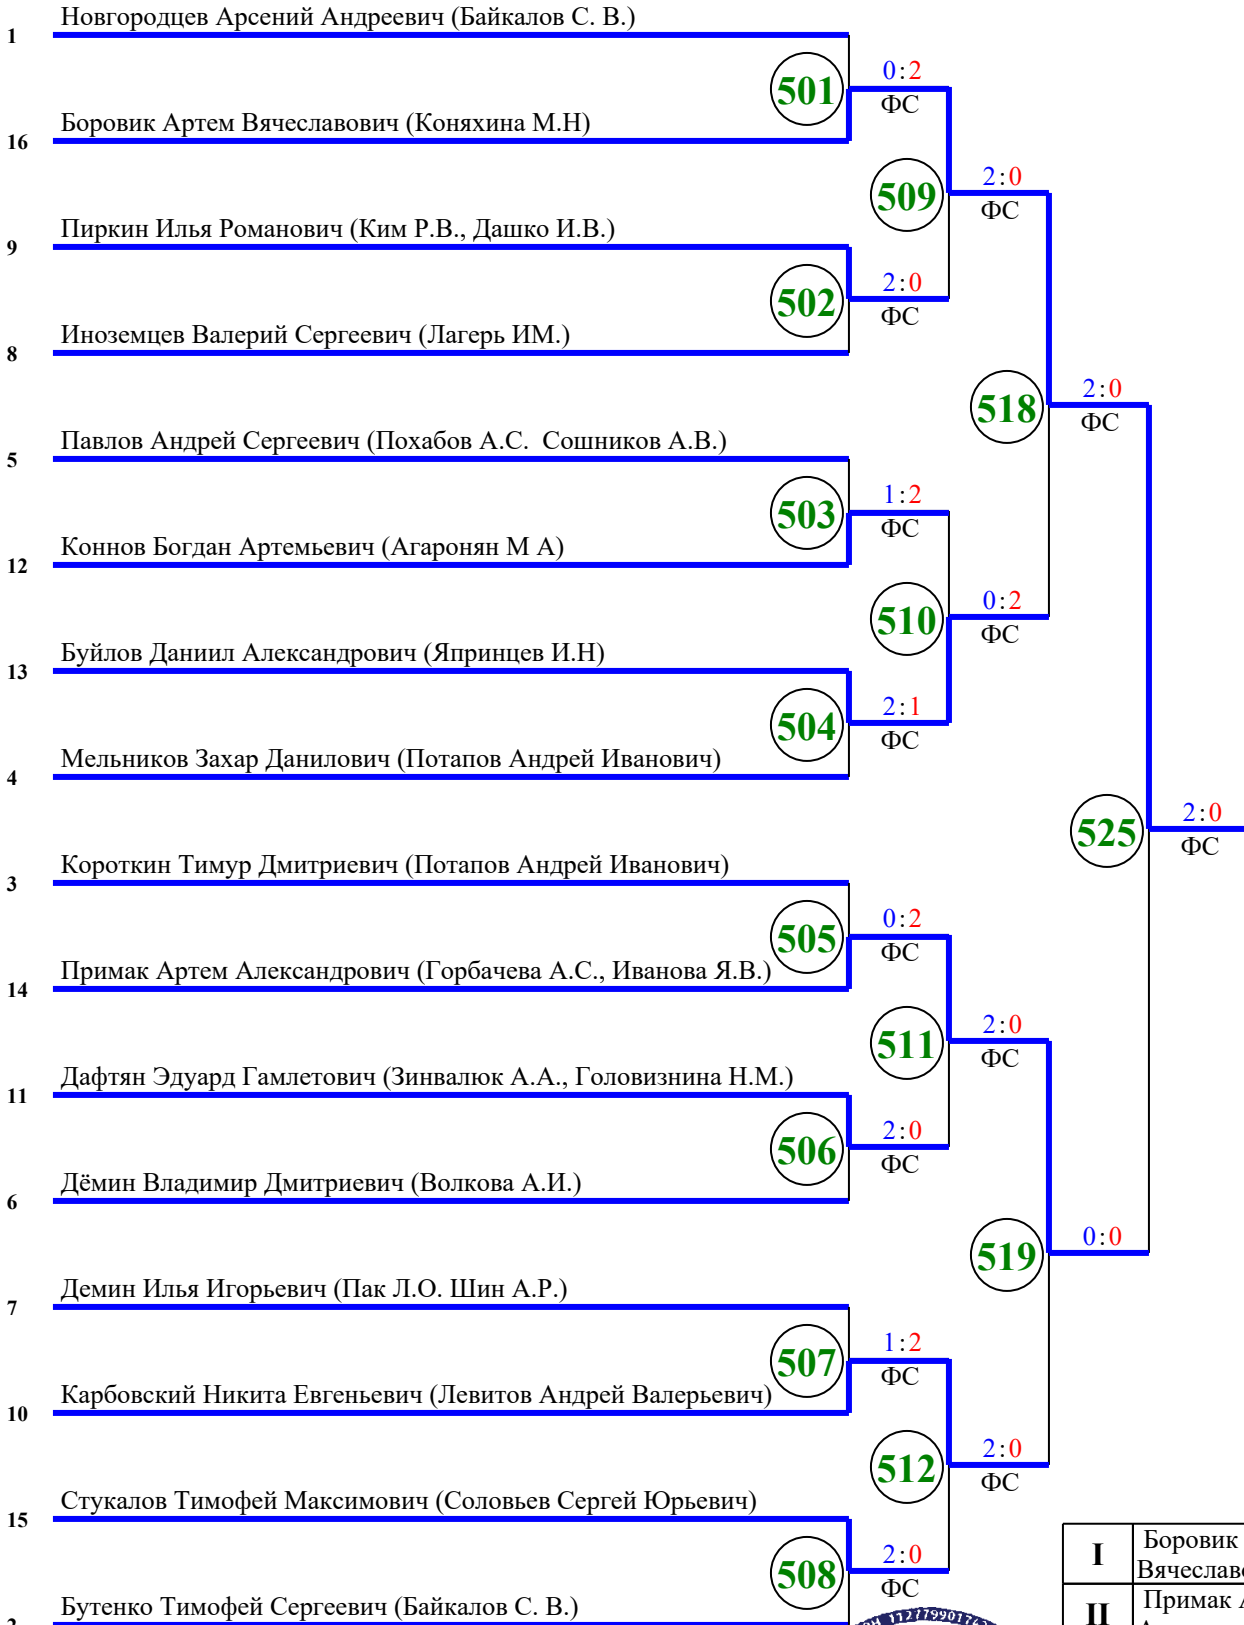 Новгородцев Арсений Андреевич (Байкалов С. В.)
1
501
0:2
ФС
Боровик Артем Вячеславович (Коняхина М.Н)
16
509
2:0
ФС
Пиркин Илья Романович (Ким Р.В., Дашко И.В.)
9
502
2:0
ФС
Иноземцев Валерий Сергеевич (Лагерь ИМ.)
8
518
2:0
ФС
Павлов Андрей Сергеевич (Похабов А.С.  Сошников А.В.)
5
503
1:2
ФС
Коннов Богдан Артемьевич (Агаронян М А)
12
510
0:2
ФС
Буйлов Даниил Александрович (Япринцев И.Н)
13
504
2:1
ФС
Мельников Захар Данилович (Потапов Андрей Иванович)
4
525
2:0
ФС
Короткин Тимур Дмитриевич (Потапов Андрей Иванович)
3
505
0:2
ФС
Примак Артем Александрович (Горбачева А.С., Иванова Я.В.)
14
511
2:0
ФС
Дафтян Эдуард Гамлетович (Зинвалюк А.А., Головизнина Н.М.)
11
506
2:0
ФС
Дёмин Владимир Дмитриевич (Волкова А.И.)
6
519
0:0
Демин Илья Игорьевич (Пак Л.О. Шин А.Р.)
7
507
1:2
ФС
Карбовский Никита Евгеньевич (Левитов Андрей Валерьевич)
10
512
2:0
ФС
Стукалов Тимофей Максимович (Соловьев Сергей Юрьевич)
15
508
2:0
ФС
Бутенко Тимофей Сергеевич (Байкалов С. В.)
I
Боровик
II
Примак